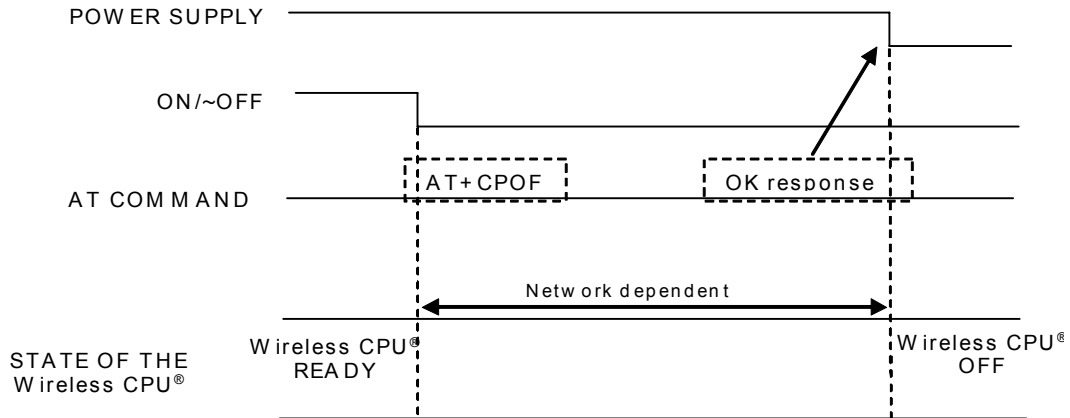 POWER SUPPLY
ON/~OFF
AT COMMAND
AT+CPOF
OK response
Network dependent
STATE OF THE
Wireless CPU®
Wireless CPU®
READY
Wireless CPU®
OFF